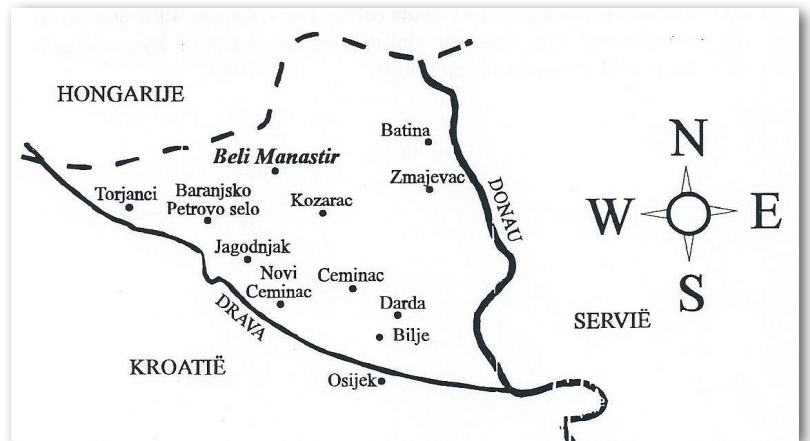 HONGARIJE
Batina
N
Beli Manastir
Zmajevac
Torjanci
Baranjsko
Petrovo selo
Kozarac
DONAU
W
E
Jagodnjak
Novi
Ceminac
Ceminac
DRAVA
Darda
S
SERVIË
Bilje
KROATIË
Osijek